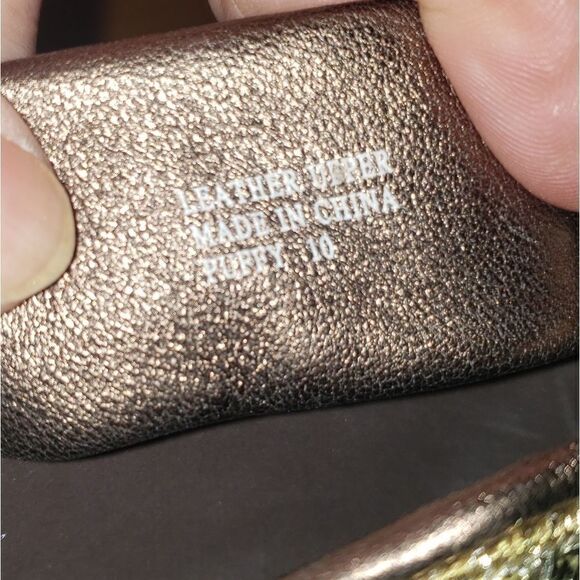 LEATHER UPPER
MADE IN CHINA
PUFFY 10